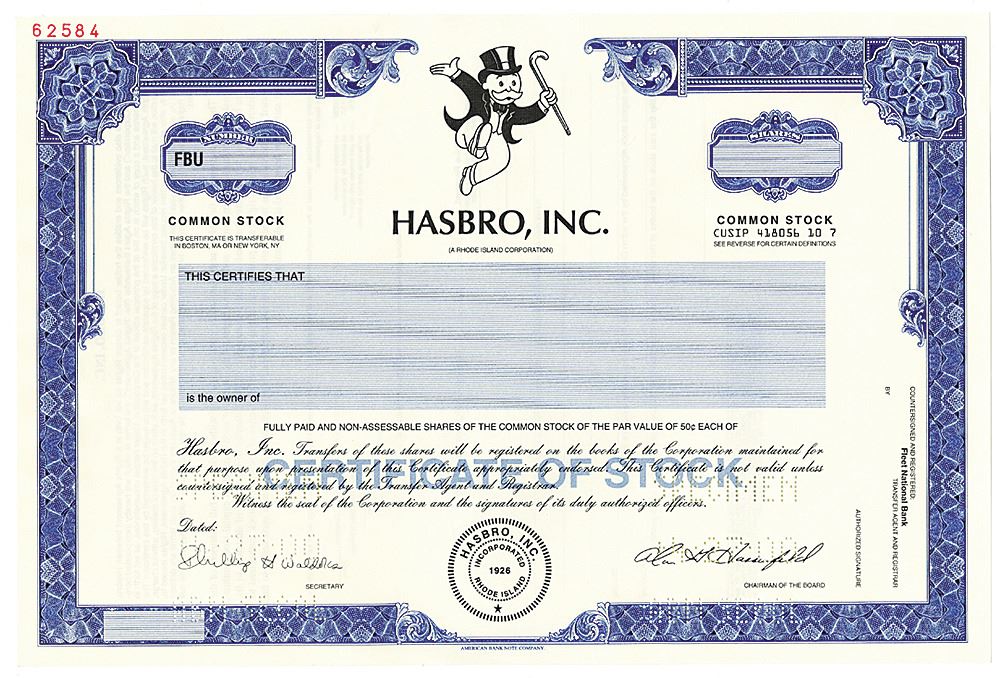 62584
NUMBER
FBU
SHARES
COMMON STOCK
THIS CERTIFICATE IS TRANSFERABLE
IN BOSTON, MA OR NEW YORK, NY
HASBRO, INC.
(A RHODE ISLAND CORPORATION)
COMMON STOCK
CUSIP 418056 10 7
SEE REVERSE FOR CERTAIN DEFINITIONS
THIS CERTIFIES THAT
is the owner of
FULLY PAID AND NON-ASSESSABLE SHARES OF THE COMMON STOCK OF THE PAR VALUE OF 50¢ EACH OF
Hasbro, Inc. Transfers of these shares will be registered on the books of the Corporation maintained for
that purpose upon presentation of this Certificate appropriately endorsed. This Certificate is not valid unless
countersigned and registered by the Transfer Agent and Registrar.
Witness the seal of the Corporation and the signatures of its duly authorized officers.
CERTIFICATE OF STOCK
SPECIMEN
Dated:
SECRETARY
HASBRO, INC.
INCORPORATED
1926
RHODE ISLAND
CHAIRMAN OF THE BOARD
COUNTERSIGNED AND REGISTERED:
Fleet National Bank
TRANSFER AGENT AND REGISTRAR
BY
AUTHORIZED SIGNATURE
AMERICAN BANK NOTE COMPANY